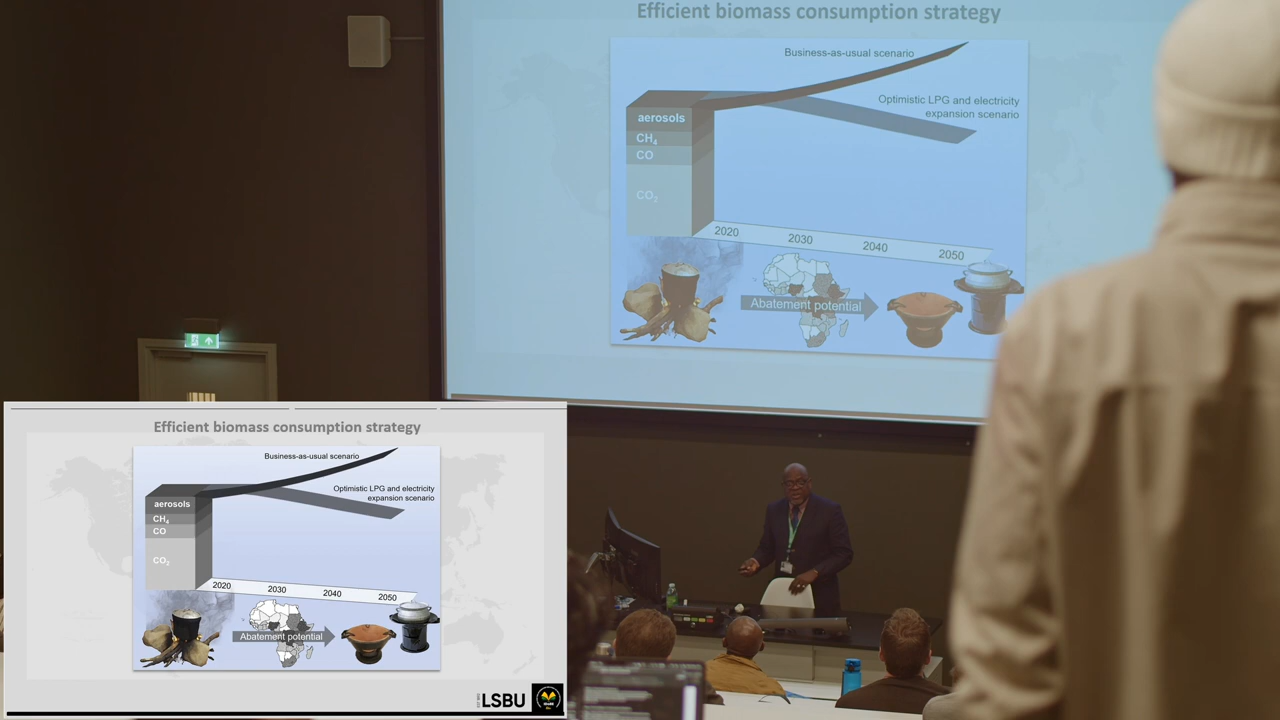 Efficient biomass consumption strategy
Business-as-usual scenario
Optimistic LPG and electricity
expansion scenario
aerosols
CH₄
CO
CO₂
2020
2030
2040
2050
Abatement potential
Efficient biomass consumption strategy
Business-as-usual scenario
Optimistic LPG and electricity
expansion scenario
aerosols
CH₄
CO
CO₂
2020
2030
2040
2050
Abatement potential
LSBU